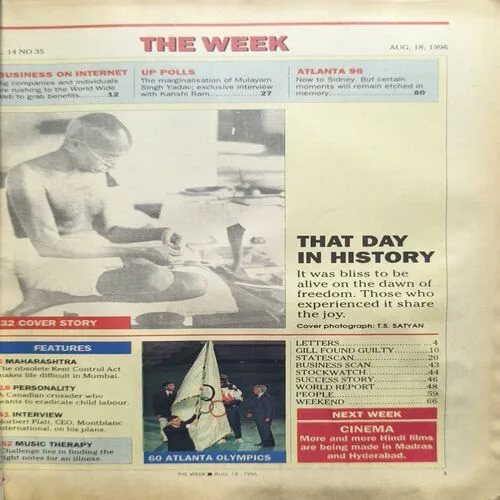 THE WEEK
. 14 NO 35
AUG. 18, 1996
BUSINESS ON INTERNET
Big companies and individuals
are rushing to the World Wide
Web to grab benefits..........12
UP POLLS
The marginalisation of Mulayam
Singh Yadav; exclusive interview
with Kanshi Ram..............27
ATLANTA 96
Now to Sidney. But certain
moments will remain etched in
memory......................60
THAT DAY
IN HISTORY
It was bliss to be
alive on the dawn of
freedom. Those who
experienced it share
the joy.
Cover photograph: T.S. SATYAN
32 COVER STORY
FEATURES
MAHARASHTRA
The obsolete Rent Control Act
makes life difficult in Mumbai.
PERSONALITY
A Canadian crusader who
wants to eradicate child labour.
INTERVIEW
Norbert Platt, CEO, Montblanc
International, on his plans.
52 MUSIC THERAPY
Challenge lies in finding the
right notes for an illness.
60 ATLANTA OLYMPICS
LETTERS......................4
GILL FOUND GUILTY..........10
STATESCAN....................20
BUSINESS SCAN................43
STOCKWATCH...................44
SUCCESS STORY................46
WORLD REPORT.................48
PEOPLE.......................59
WEEKEND......................66
NEXT WEEK
CINEMA
More and more Hindi films
are being made in Madras
and Hyderabad.
THE WEEK ■ AUG. 18, 1996